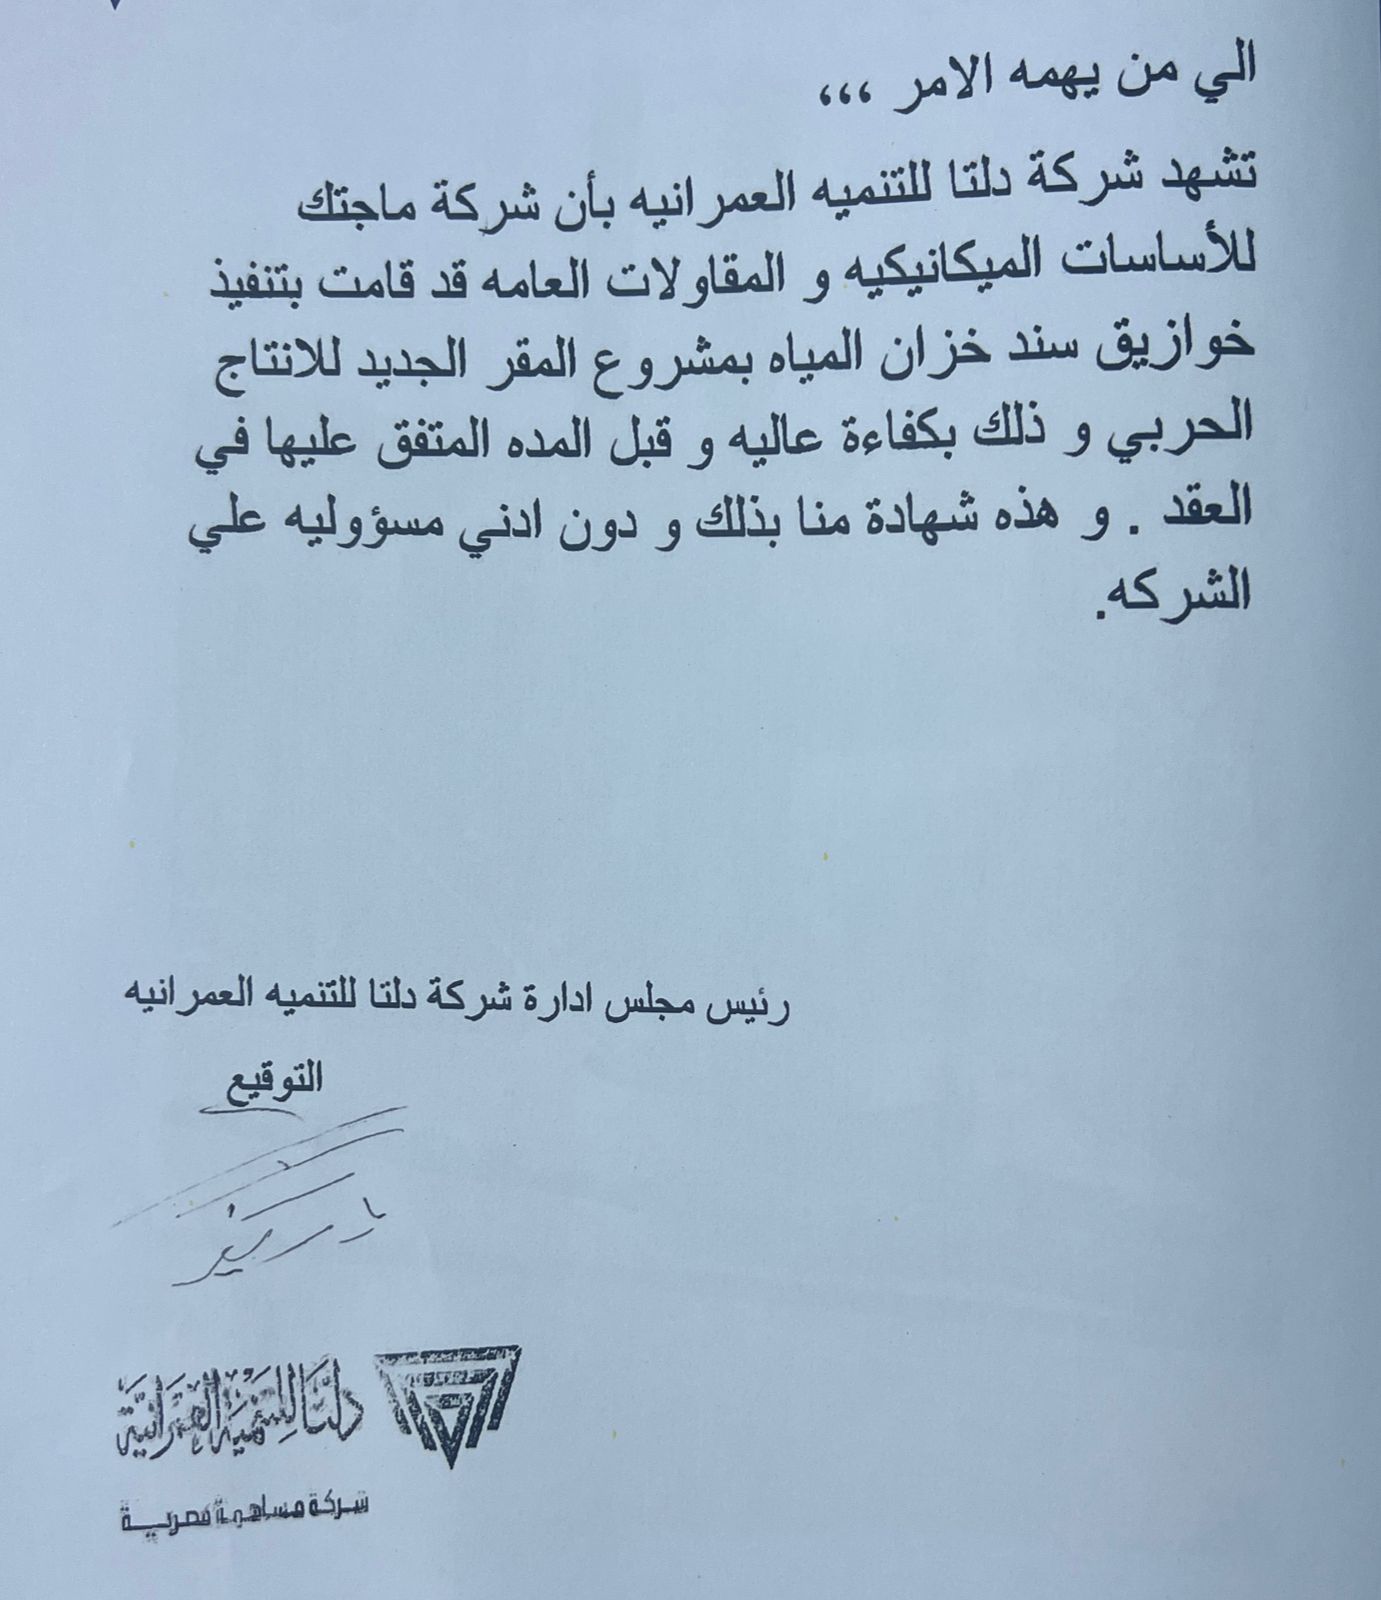 الي من يهمه الامر ،،،
تشهد شركة دلتا للتنميه العمرانيه بأن شركة ماجتك
للأساسات الميكانيكيه و المقاولات العامه قد قامت بتنفيذ
خوازيق سند خزان المياه بمشروع المقر الجديد للانتاج
الحربي و ذلك بكفاءة عاليه و قبل المده المتفق عليها في
العقد . و هذه شهادة منا بذلك و دون ادني مسؤوليه علي
الشركه.
رئيس مجلس ادارة شركة دلتا للتنميه العمرانيه
التوقيع
دلتا للتنمية العمرانية
شركة مساهمة مصرية